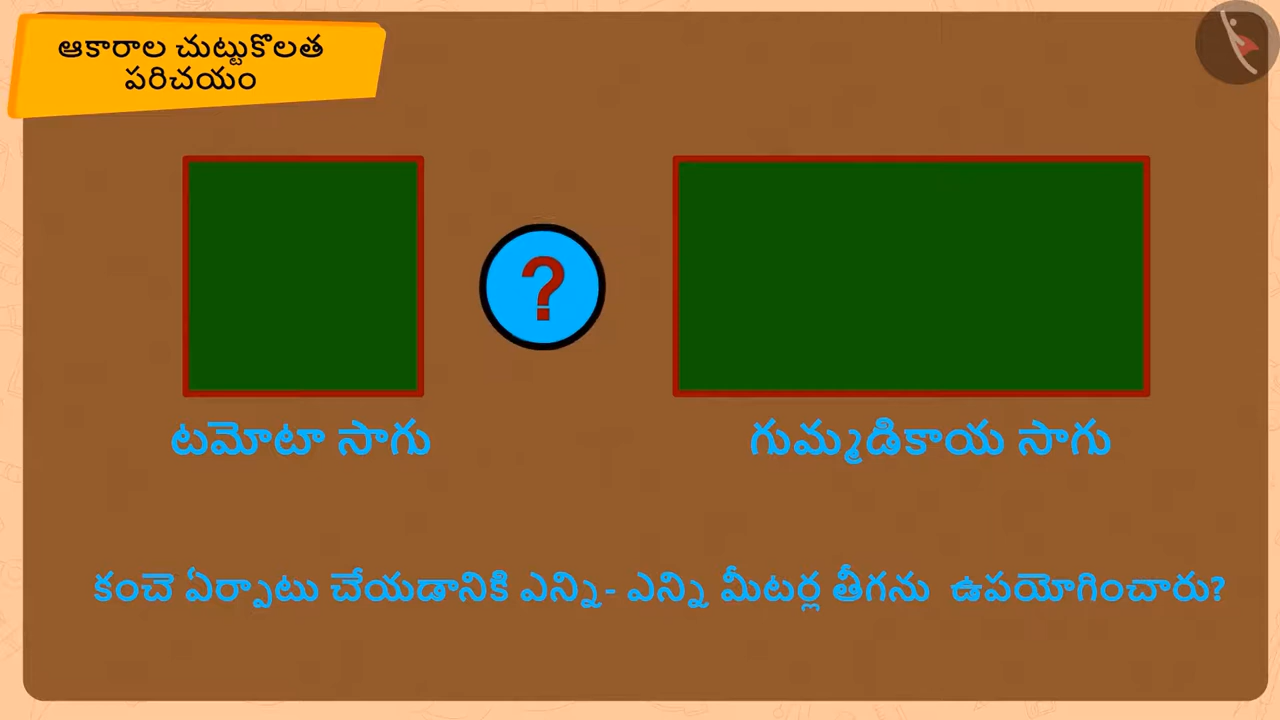 ఆకారాల చుట్టుకొలత
పరిచయం
?
టమోటా సాగు
గుమ్మడికాయ సాగు
కంచె ఏర్పాటు చేయడానికి ఎన్ని- ఎన్ని మీటర్ల తీగను ఉపయోగించారు?